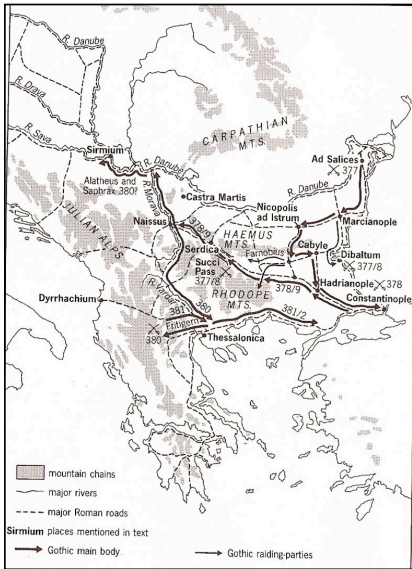 R. Danube
R. Drava
R. Sava
CARPATHIAN
MTS.
Sirmium
R. Danube
Ad Salices
377
Alatheus and
Saphrax 380?
R. Morava
Castra Martis
R. Danube
Nicopolis
ad Istrum
Marcianople
JULIAN ALPS
Naissus
378/9
HAEMUS
MTS.
Cabyle
Serdica
Farnobius
Dibaltum
377/8
Succi
Pass
377/8
Hadrianople
378
RHODOPE
MTS.
378/9
Constantinople
R. Vardar
Dyrrhachium
381
380
381/2
Fritigern
380
Thessalonica
mountain chains
major rivers
major Roman roads
Sirmium places mentioned in text
Gothic main body
Gothic raiding-parties